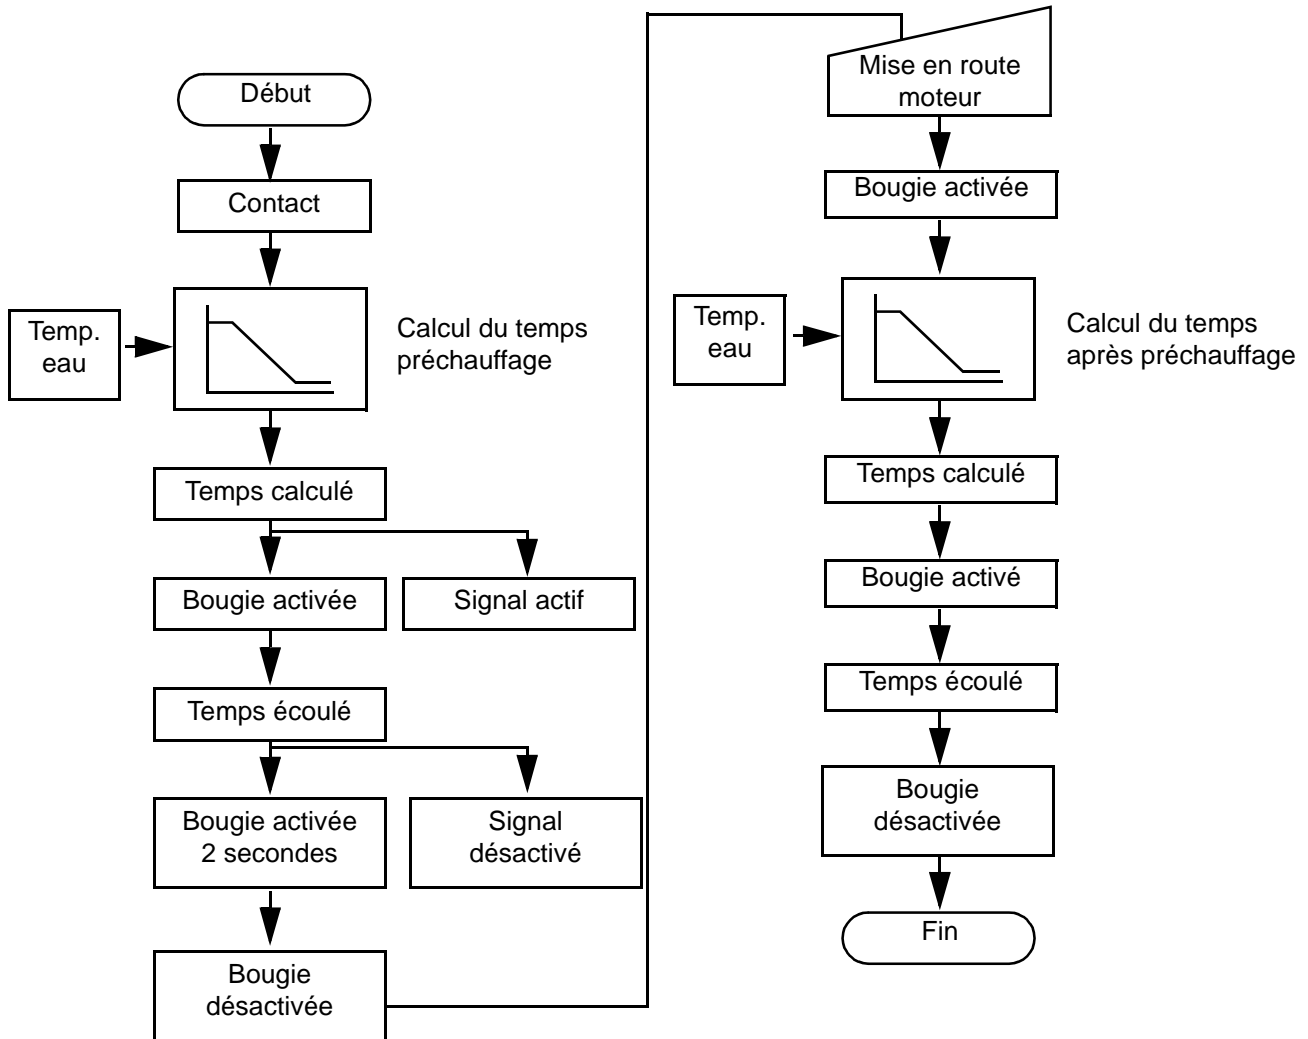 Début
Contact
Temp.
eau
Calcul du temps
préchauffage
Temps calculé
Bougie activée
Signal actif
Temps écoulé
Bougie activée
2 secondes
Signal
désactivé
Bougie
désactivée
Mise en route
moteur
Bougie activée
Temp.
eau
Calcul du temps
après préchauffage
Temps calculé
Bougie activé
Temps écoulé
Bougie
désactivée
Fin